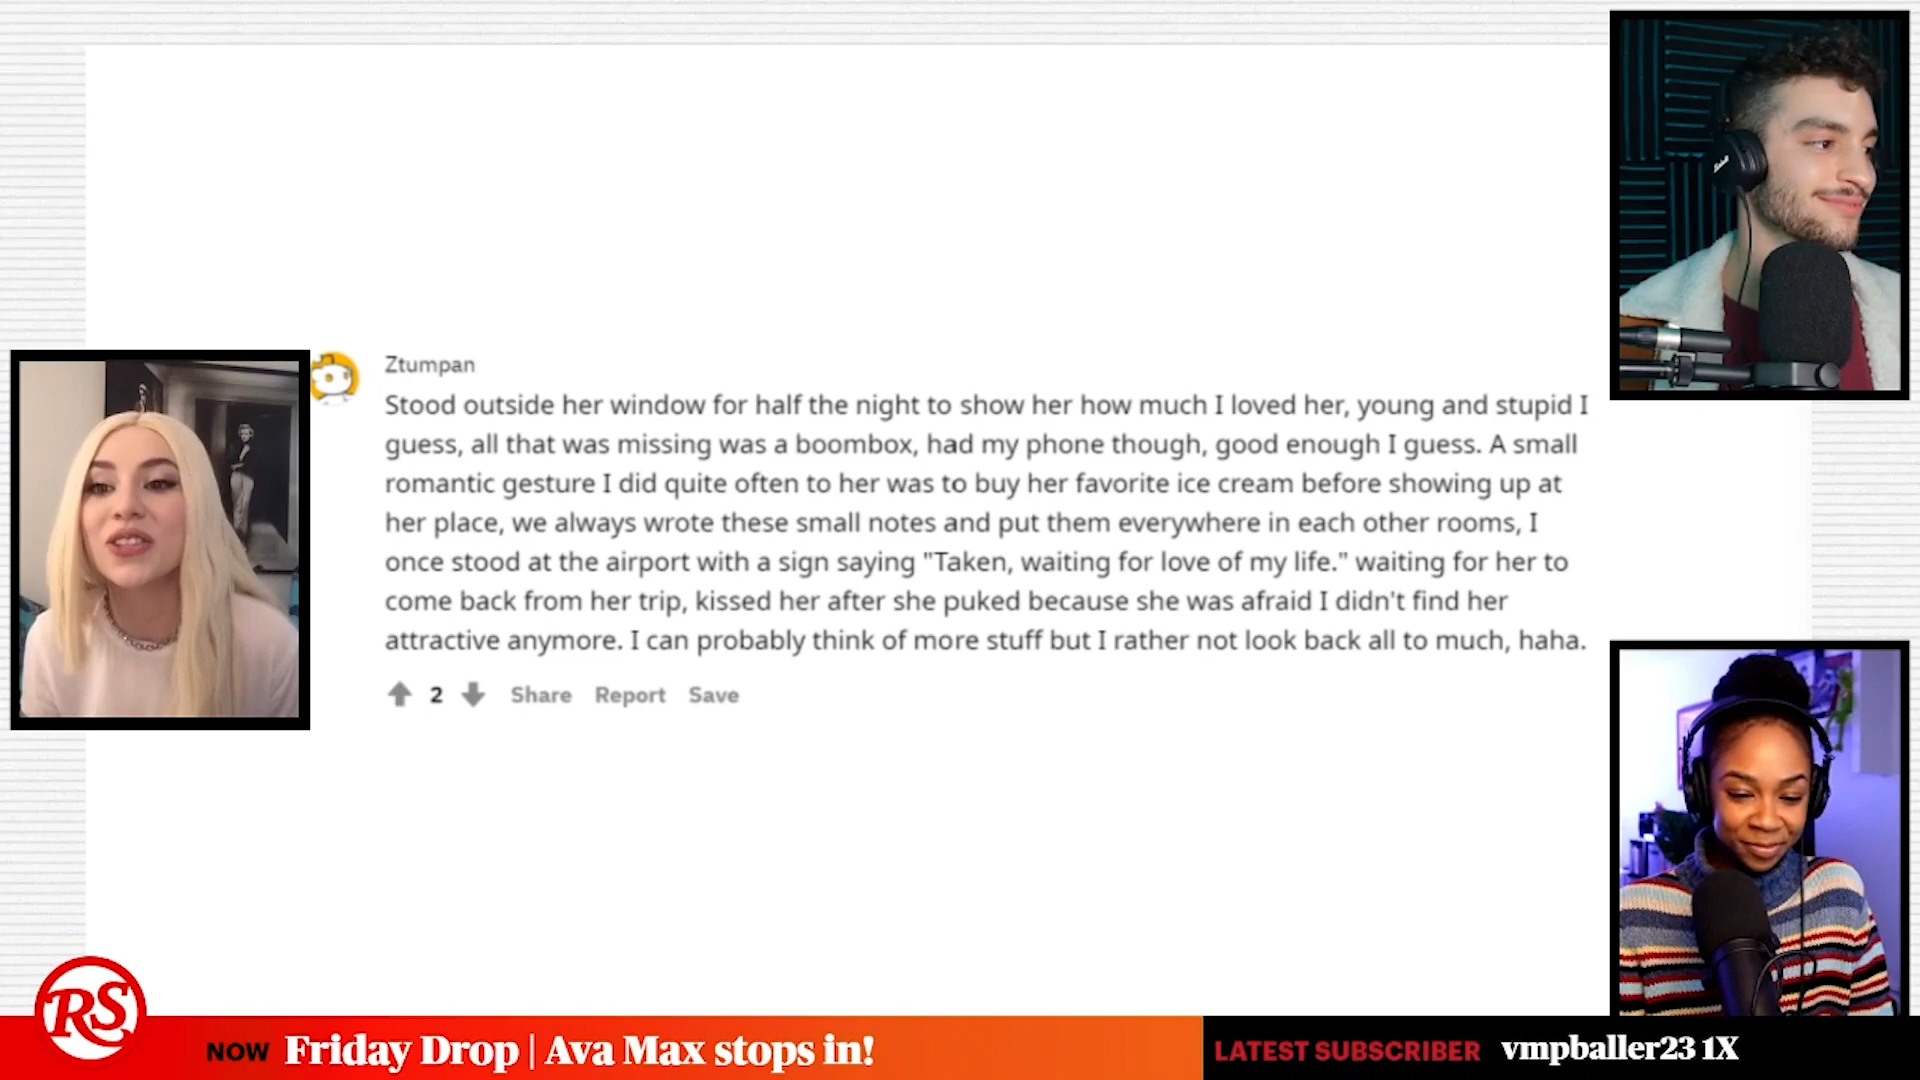 Ztumpan
Stood outside her window for half the night to show her how much I loved her, young and stupid I
guess, all that was missing was a boombox, had my phone though, good enough I guess. A small
romantic gesture I did quite often to her was to buy her favorite ice cream before showing up at
her place, we always wrote these small notes and put them everywhere in each other rooms, I
once stood at the airport with a sign saying "Taken, waiting for love of my life." waiting for her to
come back from her trip, kissed her after she puked because she was afraid I didn't find her
attractive anymore. I can probably think of more stuff but I rather not look back all to much, haha.
2 Share Report Save
RS
NOW Friday Drop | Ava Max stops in!
LATEST SUBSCRIBER vmpballer23 1X